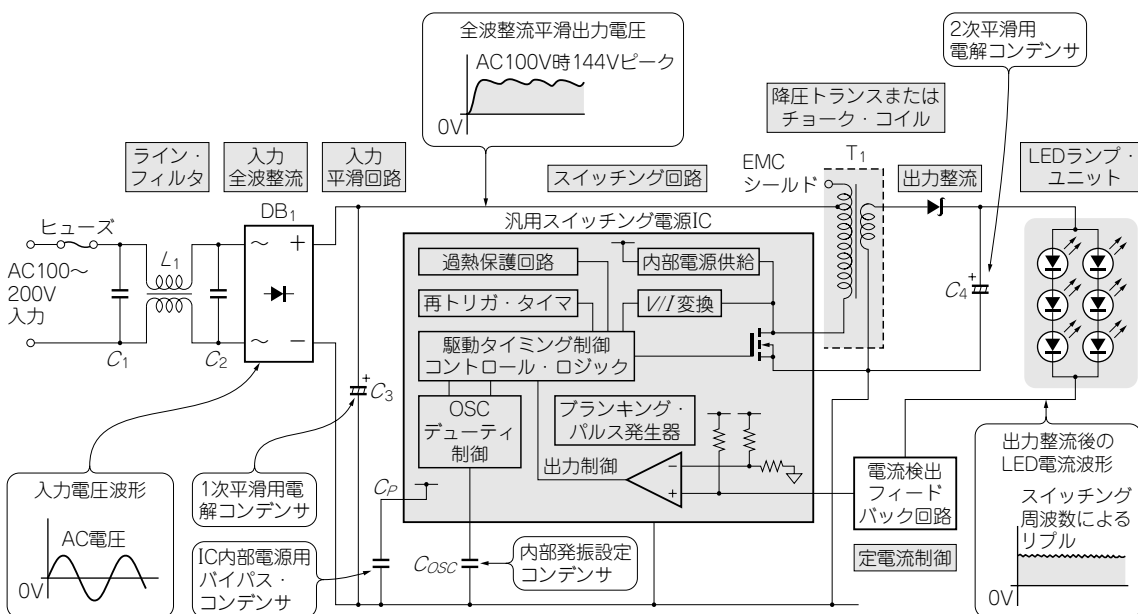 全波整流平滑出力電圧
AC100V時144Vピーク
0V
2次平滑用
電解コンデンサ
降圧トランスまたは
チョーク・コイル
ライン・
フィルタ
入力
全波整流
入力
平滑回路
スイッチング回路
EMC
シールド
T1
出力整流
LEDランプ・
ユニット
ヒューズ
DB1
汎用スイッチング電源IC
AC100〜
200V
入力
L1
C1
C2
～
+
～
−
過熱保護回路
内部電源供給
再トリガ・タイマ
V/I変換
駆動タイミング制御
コントロール・ロジック
+
C4
+
C3
OSC
デューティ
制御
ブランキング・
パルス発生器
出力制御
−
+
電流検出
フィード
バック回路
定電流制御
出力整流後の
LED電流波形
スイッチング
周波数による
リプル
0V
入力電圧波形
AC電圧
0V
1次平滑用電
解コンデンサ
CP
IC内部電源用
バイパス・
コンデンサ
COSC
内部発振設定
コンデンサ